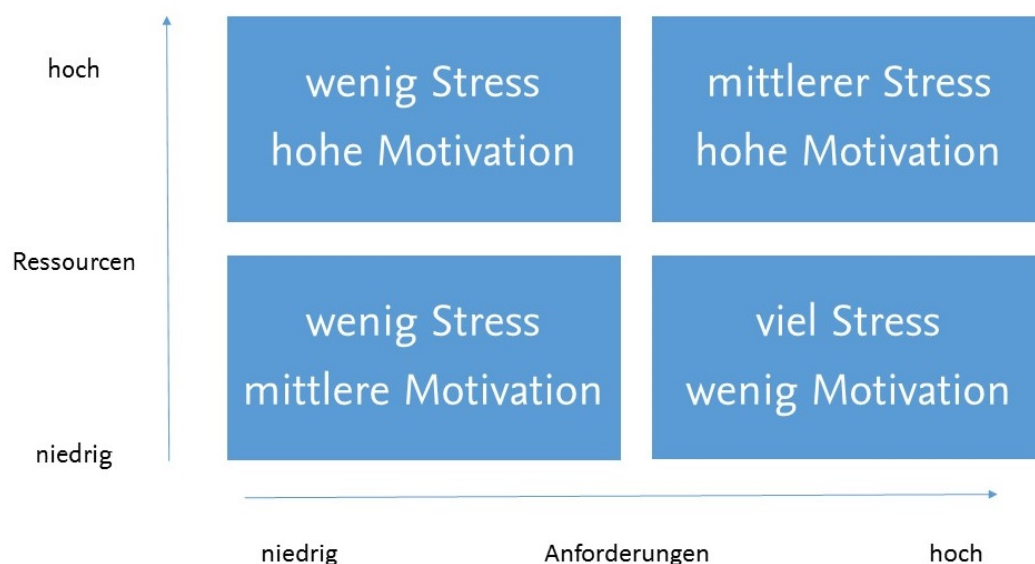 hoch
wenig Stress
hohe Motivation
mittlerer Stress
hohe Motivation
Ressourcen
wenig Stress
mittlere Motivation
viel Stress
wenig Motivation
niedrig
niedrig
Anforderungen
hoch